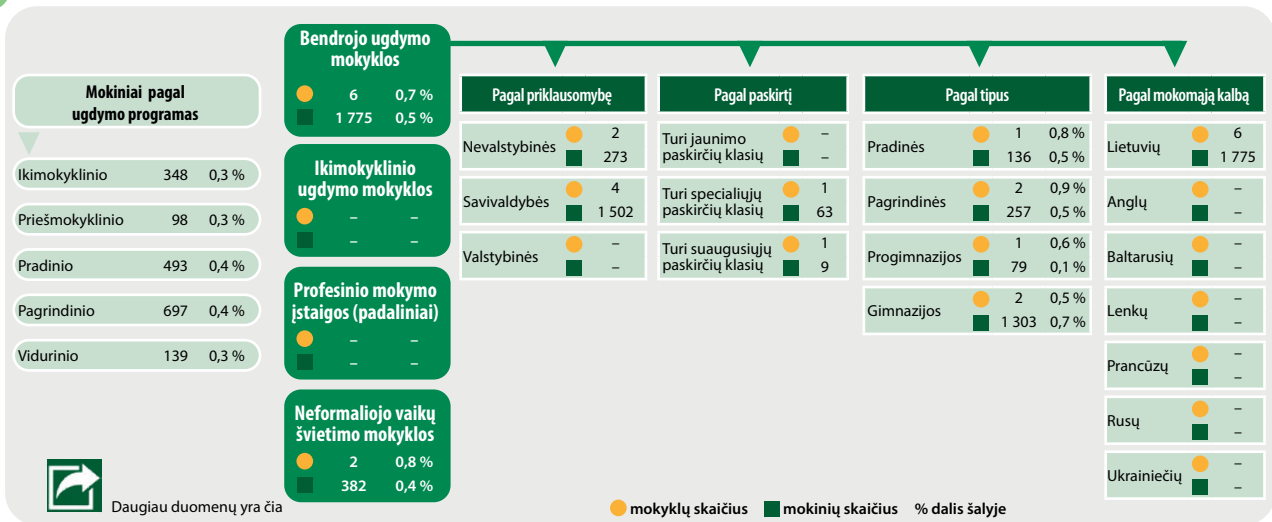 Mokiniai pagal
ugdymo programas
Ikimokyklinio 348 0,3 %
Priešmokyklinio 98 0,3 %
Pradinio 493 0,4 %
Pagrindinio 697 0,4 %
Vidurinio 139 0,3 %
Bendrojo ugdymo
mokyklos
6 0,7 %
1 775 0,5 %
Ikimokyklinio
ugdymo mokyklos
– –
– –
Profesinio mokymo
įstaigos (padaliniai)
– –
– –
Neformaliojo vaikų
švietimo mokyklos
2 0,8 %
382 0,4 %
Pagal priklausomybę
Nevalstybinės 2
273
Savivaldybės 4
1 502
Valstybinės –
–
Pagal paskirtį
Turi jaunimo –
paskirčių klasių –
Turi specialiųjų 1
paskirčių klasių 63
Turi suaugusiųjų 1
paskirčių klasių 9
Pagal tipus
Pradinės 1 0,8 %
136 0,5 %
Pagrindinės 2 0,9 %
257 0,5 %
Progimnazijos 1 0,6 %
79 0,1 %
Gimnazijos 2 0,5 %
1 303 0,7 %
Pagal mokomąją kalbą
Lietuvių 6
1 775
Anglų –
–
Baltarusių –
–
Lenkų –
–
Prancūzų –
–
Rusų –
–
Ukrainiečių –
–
Daugiau duomenų yra čia
mokyklų skaičius mokinių skaičius % dalis šalyje